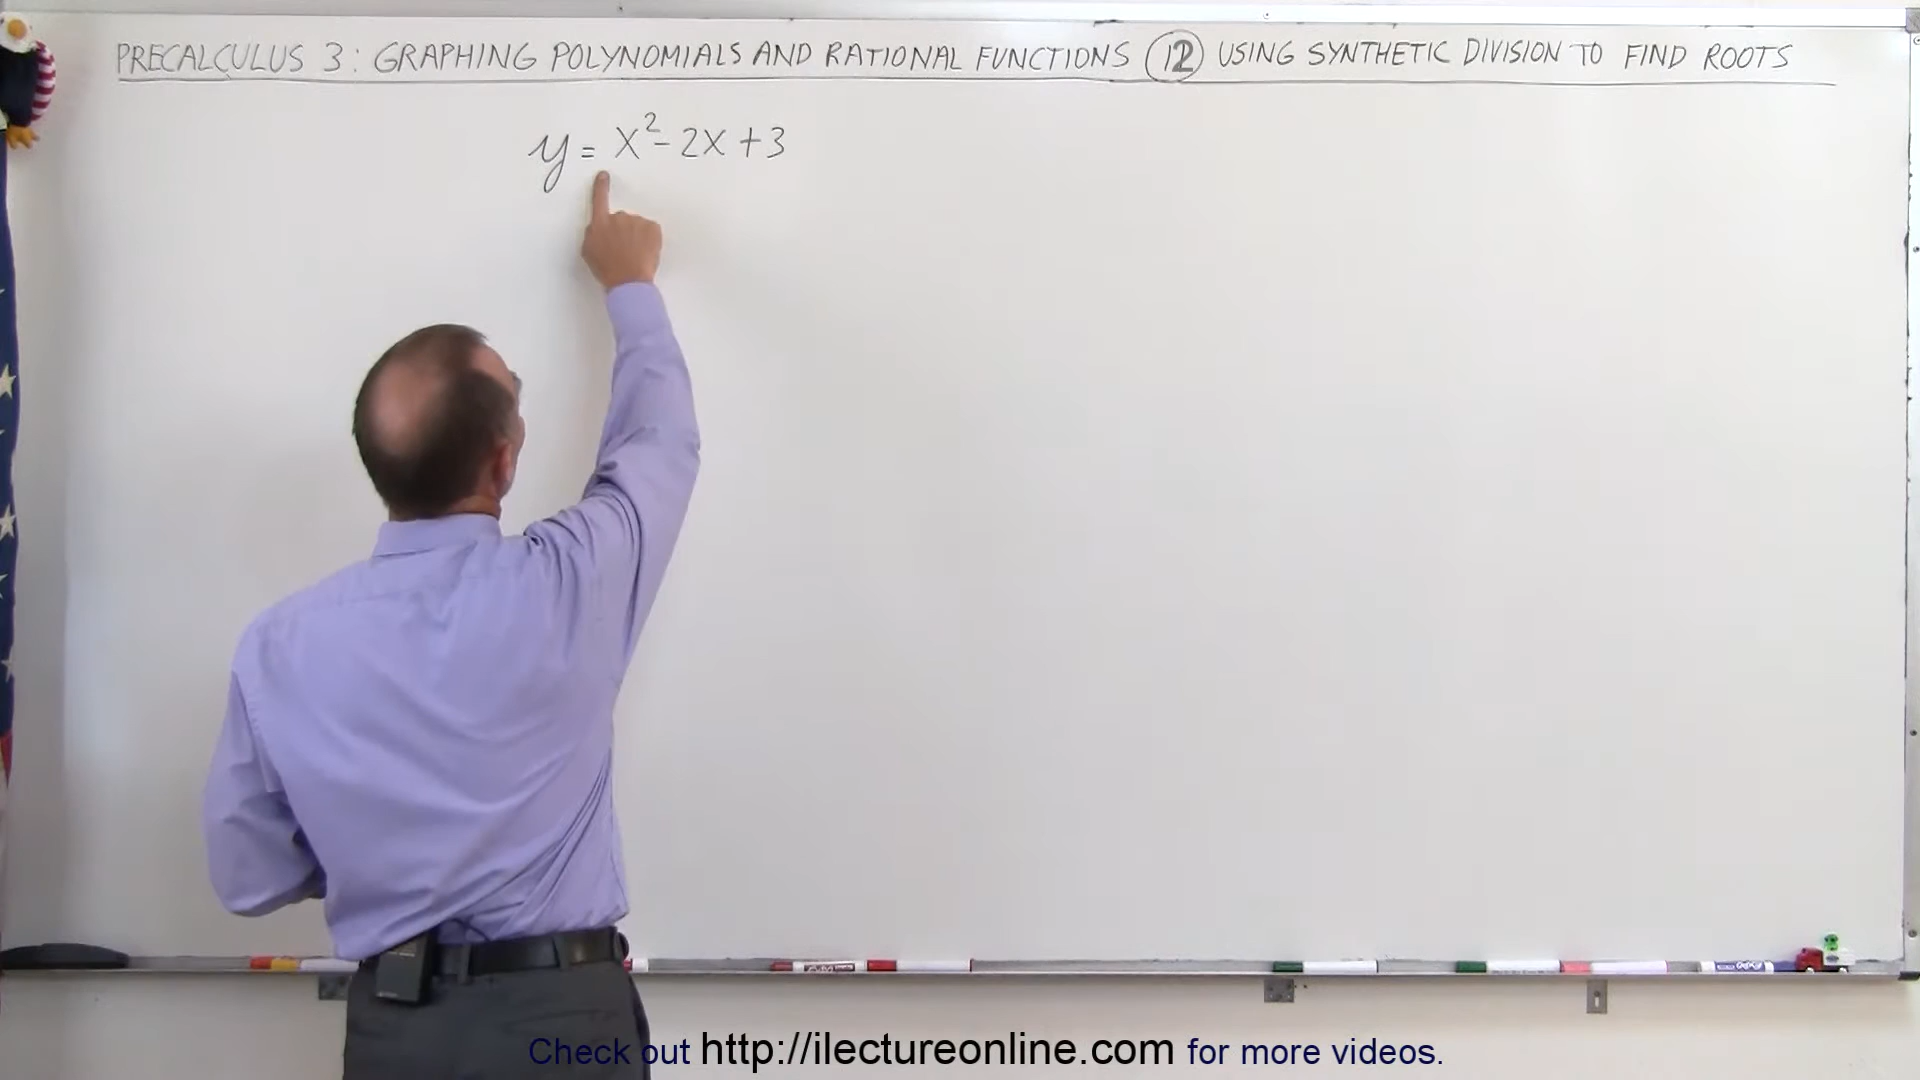 PRECALCULUS 3: GRAPHING POLYNOMIALS AND RATIONAL FUNCTIONS 12 USING SYNTHETIC DIVISION TO FIND ROOTS
y = x² - 2x + 3
Check out http://ilectureonline.com for more videos.